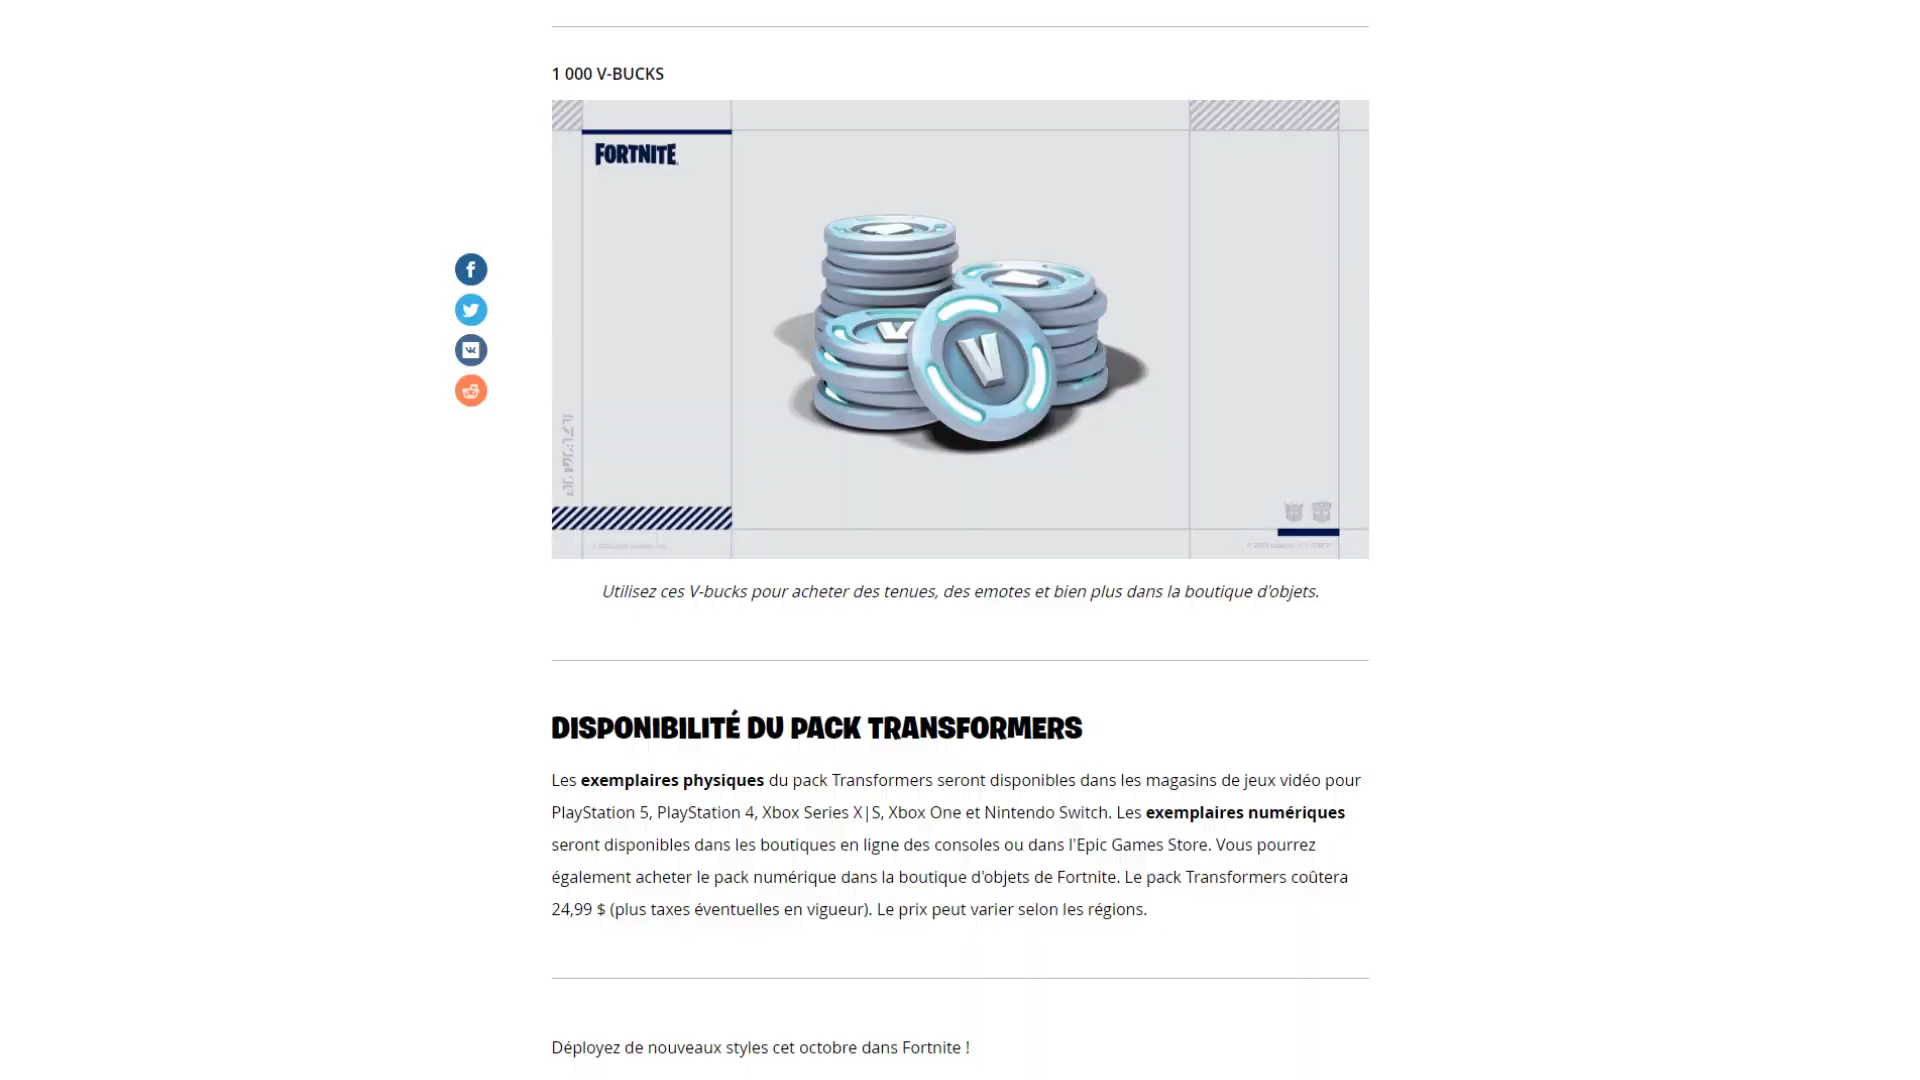 1 000 V-BUCKS
FORTNITE
V
V
Utilisez ces V-bucks pour acheter des tenues, des emotes et bien plus dans la boutique d'objets.
DISPONIBILITÉ DU PACK TRANSFORMERS
Les exemplaires physiques du pack Transformers seront disponibles dans les magasins de jeux vidéo pour
PlayStation 5, PlayStation 4, Xbox Series X|S, Xbox One et Nintendo Switch. Les exemplaires numériques
seront disponibles dans les boutiques en ligne des consoles ou dans l'Epic Games Store. Vous pourrez
également acheter le pack numérique dans la boutique d'objets de Fortnite. Le pack Transformers coûtera
24,99 $ (plus taxes éventuelles en vigueur). Le prix peut varier selon les régions.
Déployez de nouveaux styles cet octobre dans Fortnite !